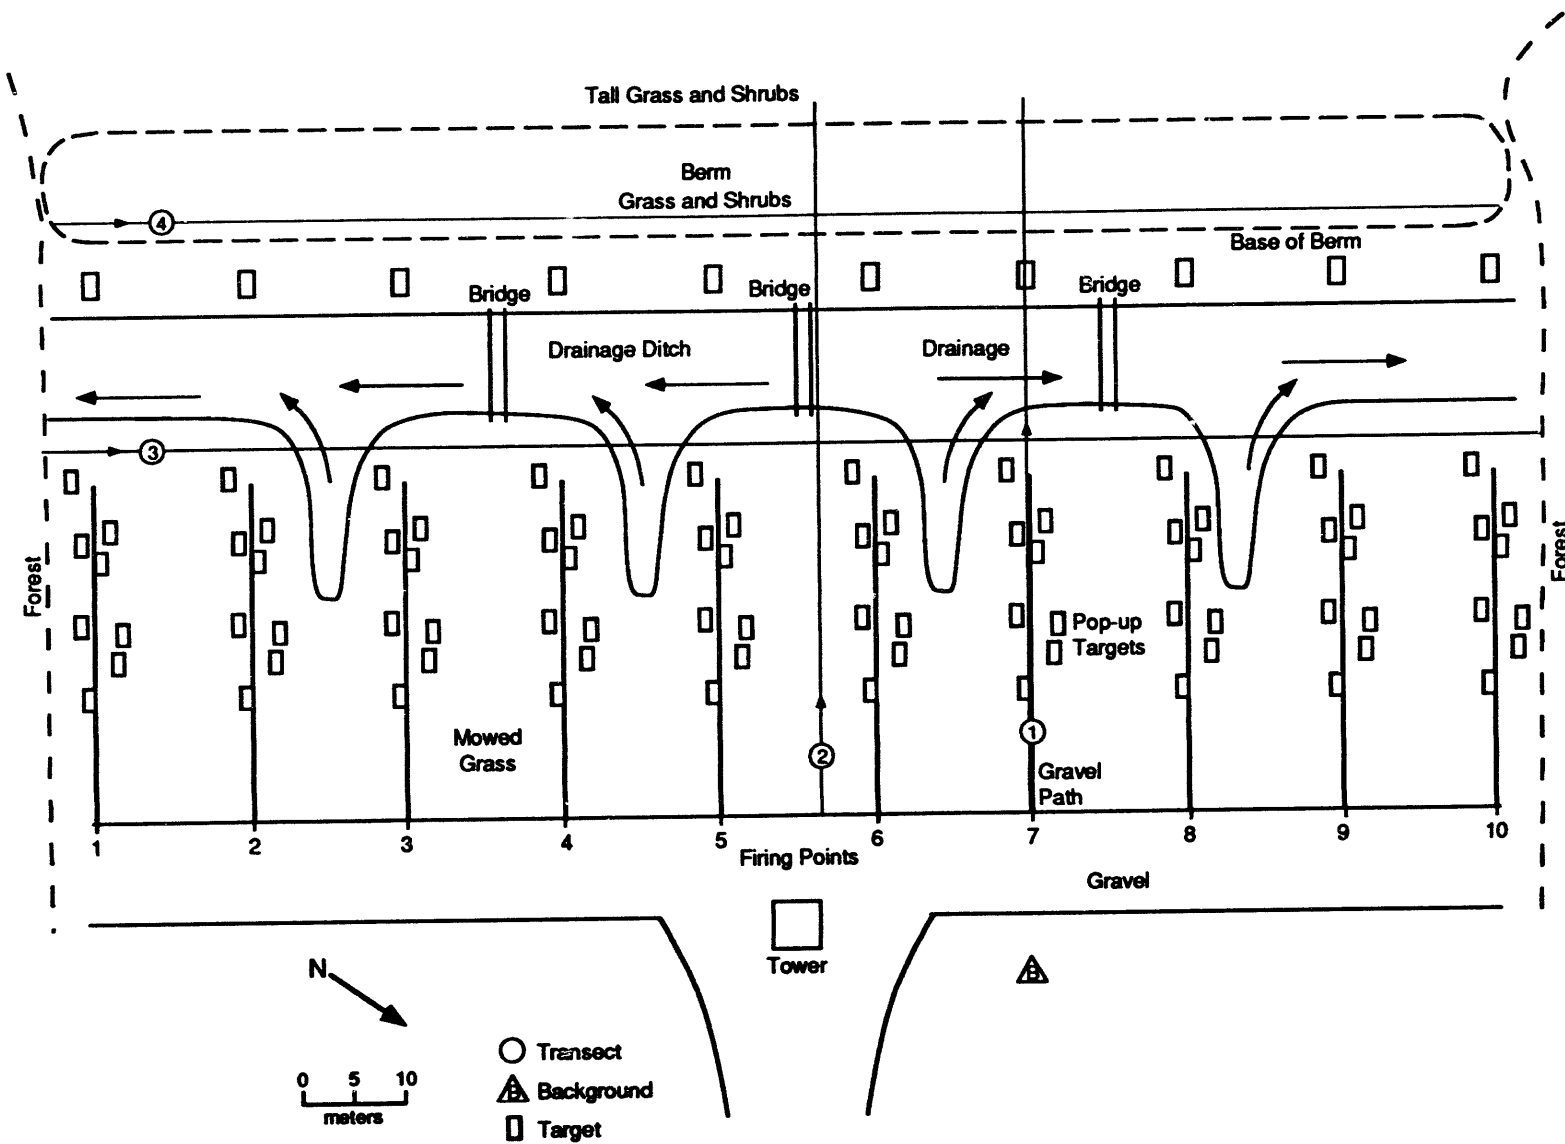 Tall Grass and Shrubs
Berm
Grass and Shrubs
4
Base of Berm
Bridge
Bridge
Bridge
Drainage Ditch
Drainage
3
Forest
Forest
Pop-up
Targets
1
Mowed
Grass
2
Gravel
Path
1
2
3
4
5
6
7
8
9
10
Firing Points
Gravel
Tower
N
B
0 5 10
meters
Transect
B Background
Target